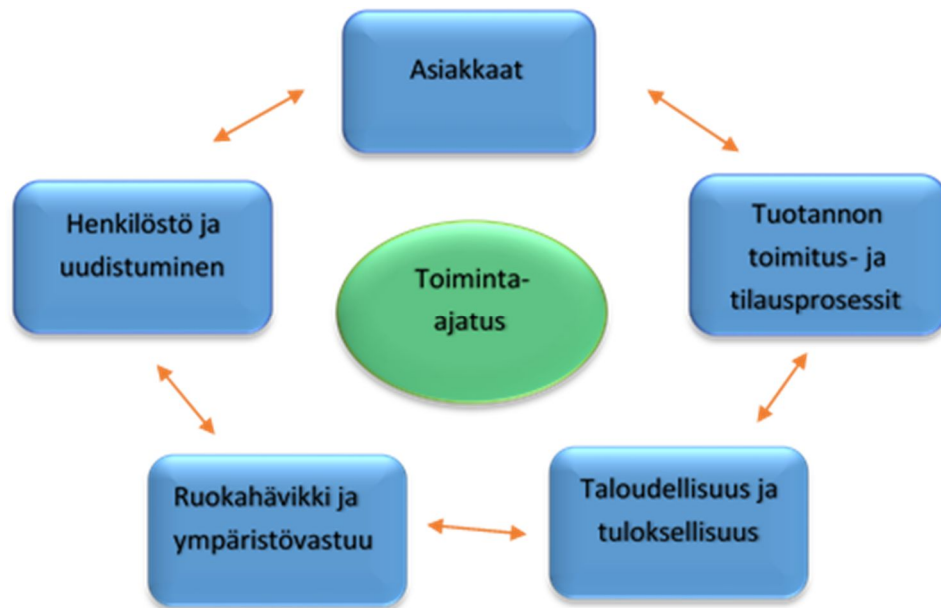 Asiakkaat
Henkilöstö ja
uudistuminen
Tuotannon
toimitus- ja
tilausprosessit
Toiminta-
ajatus
Ruokahävikki ja
ympäristövastuu
Taloudellisuus ja
tuloksellisuus